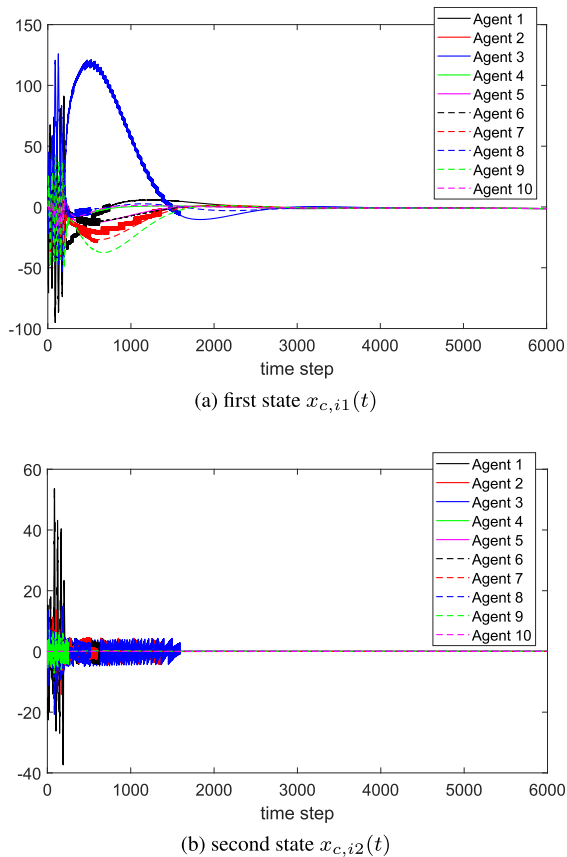 150
100
50
0
-50
-100
0
1000
2000
3000
4000
5000
6000
time step
Agent 1
Agent 2
Agent 3
Agent 4
Agent 5
Agent 6
Agent 7
Agent 8
Agent 9
Agent 10
(a) first state x_{c,i1}(t)
60
40
20
0
-20
-40
0
1000
2000
3000
4000
5000
6000
time step
Agent 1
Agent 2
Agent 3
Agent 4
Agent 5
Agent 6
Agent 7
Agent 8
Agent 9
Agent 10
(b) second state x_{c,i2}(t)